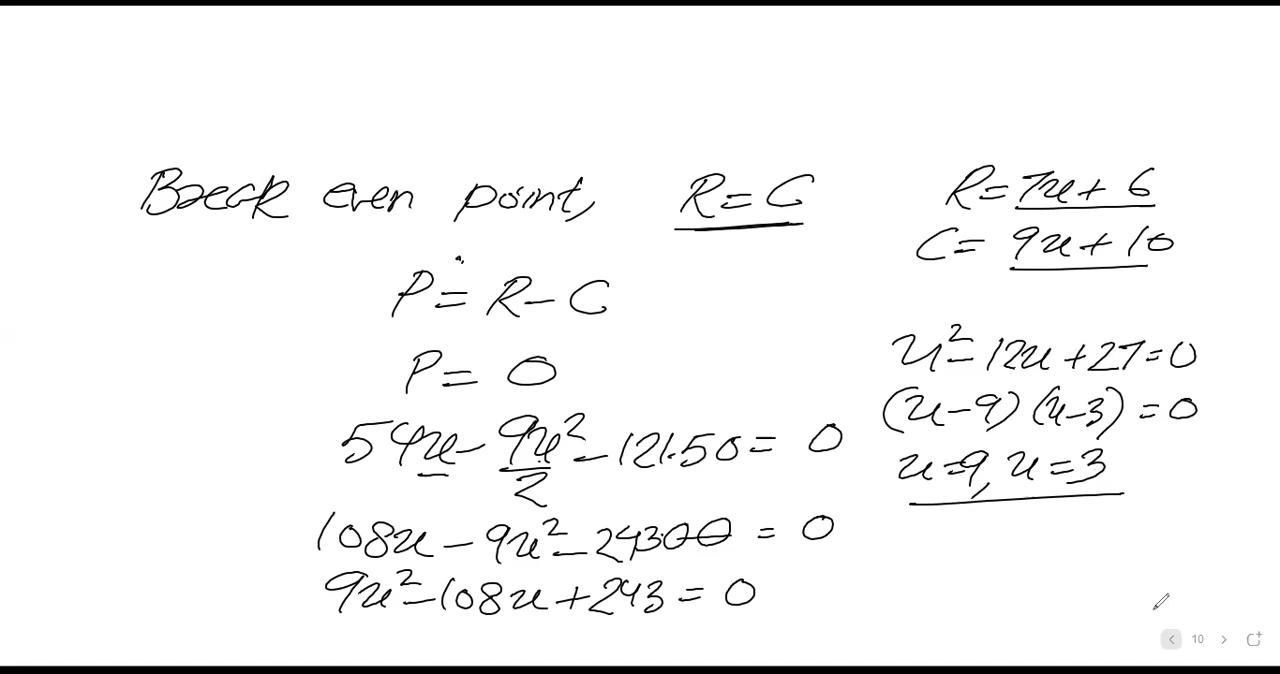 Break even point, R=C
P= R-C
P= 0
54x - 9x²/2 - 121.50 = 0
108x - 9x² - 243.00 = 0
9x² - 108x + 243 = 0
R= 7x + 6
C= 9x + 10
x² - 12x + 27 = 0
(x-9) (x-3) = 0
x=9, x=3
10